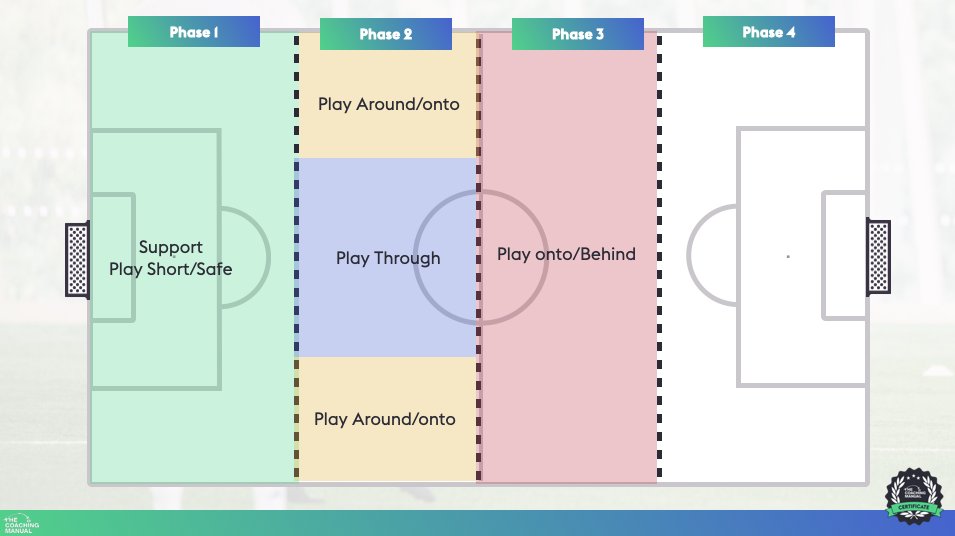 Phase 1
Phase 2
Phase 3
Phase 4
Play Around/onto
Support
Play Short/Safe
Play Through
Play onto/Behind
Play Around/onto
THE
COACHING
MANUAL
THE
COACHING
MANUAL
CERTIFICATE